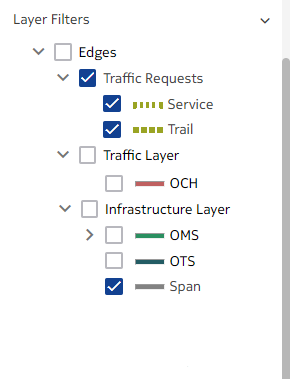 Layer Filters
Edges
Traffic Requests
Service
Trail
Traffic Layer
OCH
Infrastructure Layer
OMS
OTS
Span